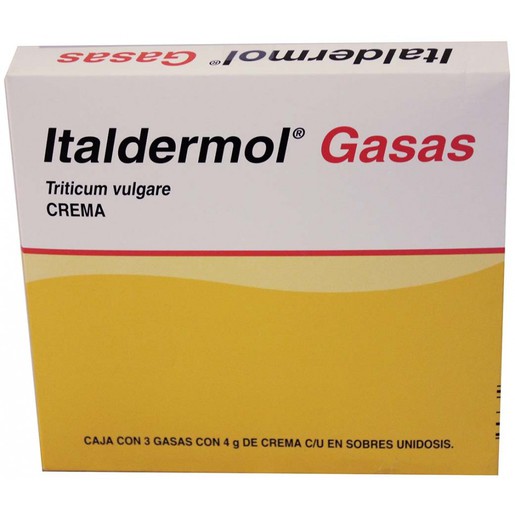 Italdermol® Gasas
Italdermol® Gasas
Triticum vulgare
CREMA
CAJA CON 3 GASAS CON 4 g DE CREMA C/U EN SOBRES UNIDOSIS.